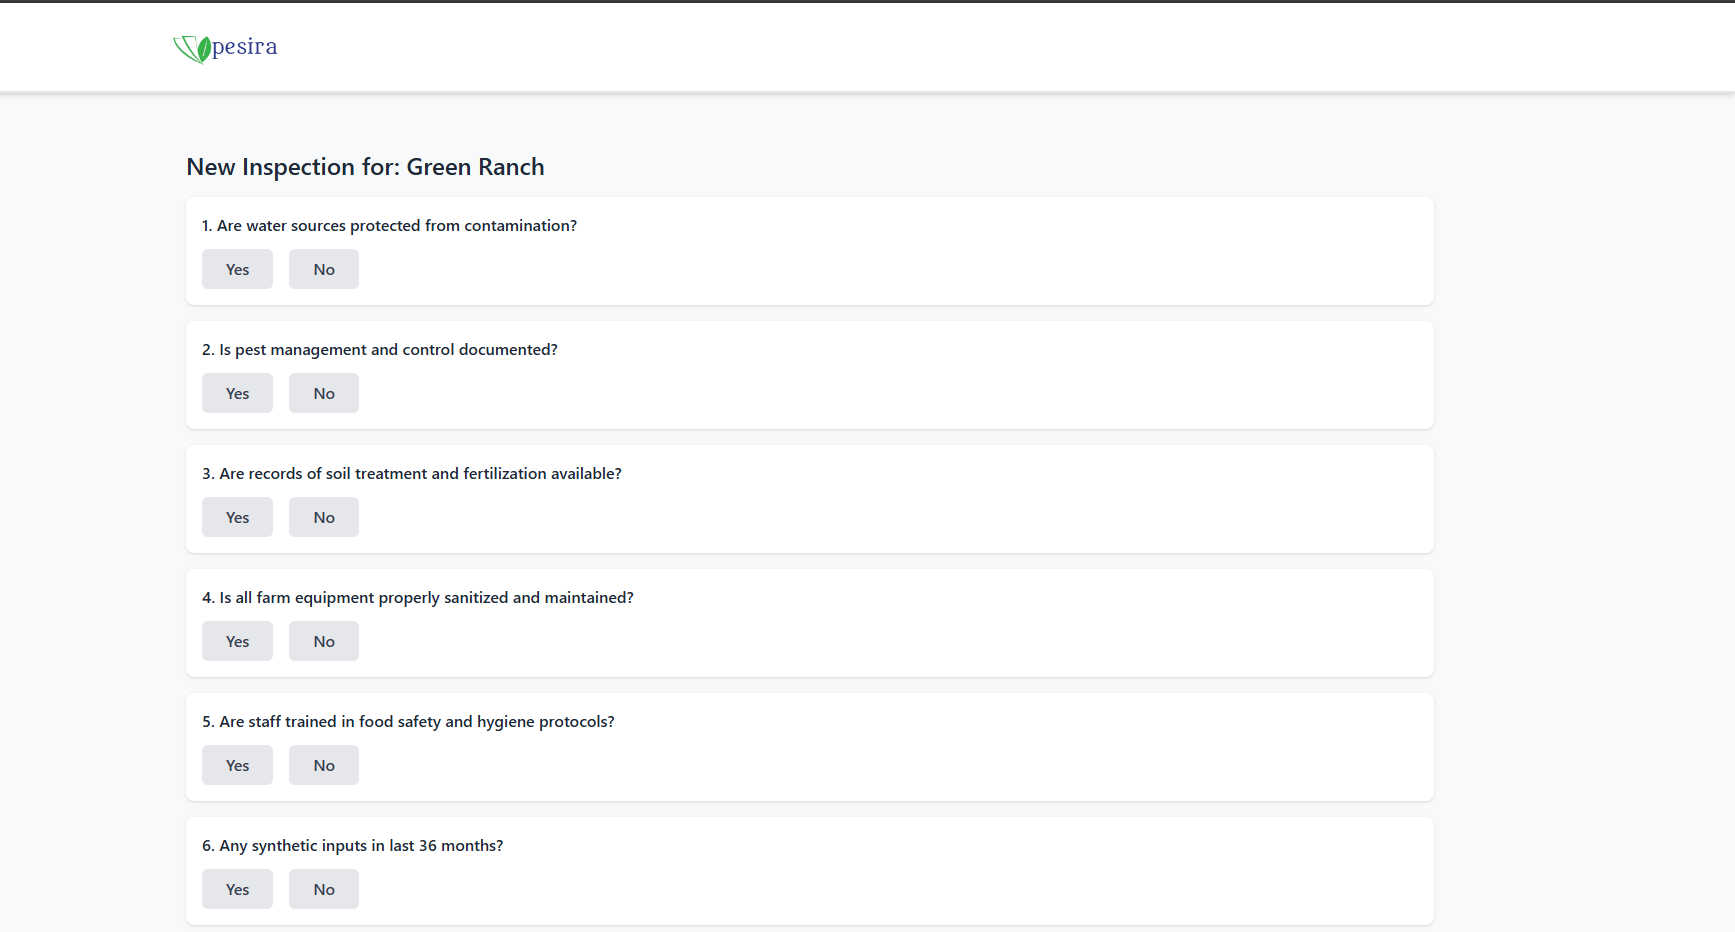 pesira
New Inspection for: Green Ranch
1. Are water sources protected from contamination?
Yes No
2. Is pest management and control documented?
Yes No
3. Are records of soil treatment and fertilization available?
Yes No
4. Is all farm equipment properly sanitized and maintained?
Yes No
5. Are staff trained in food safety and hygiene protocols?
Yes No
6. Any synthetic inputs in last 36 months?
Yes No